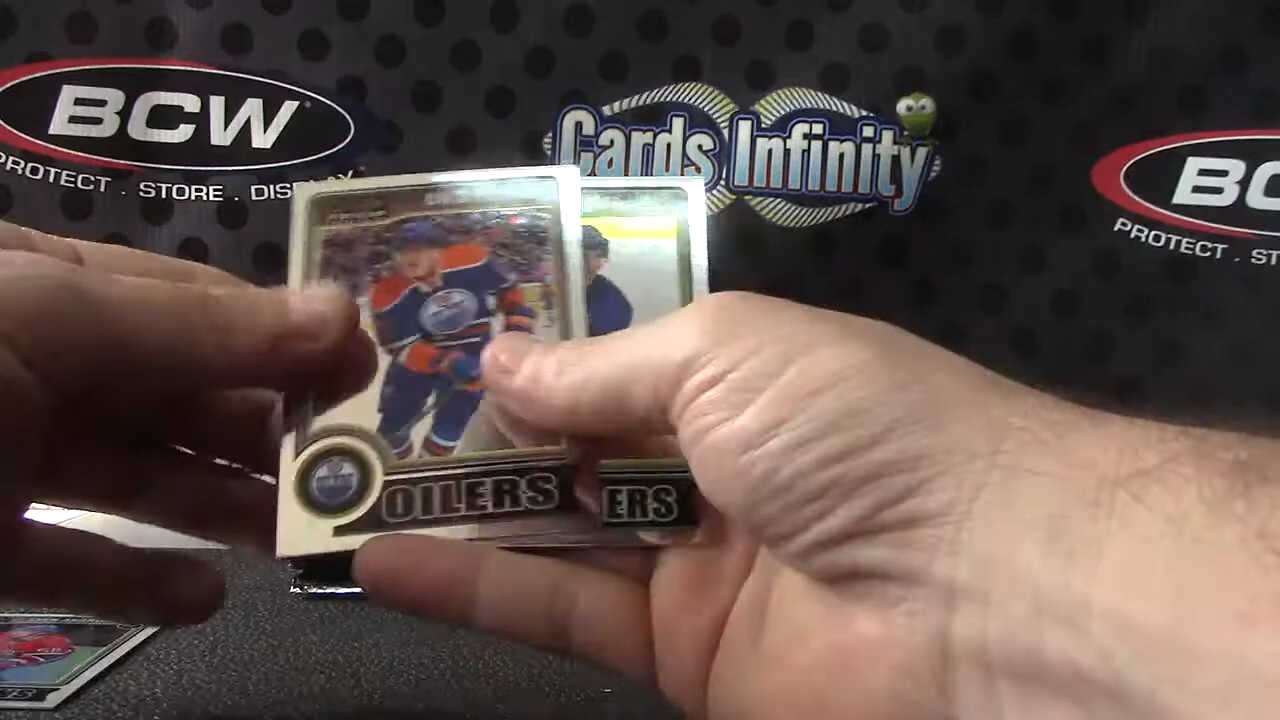 BCW
PROTECT . STORE . DISPLAY
Cards Infinity
BC
PROTECT . ST
OILERS
ERS